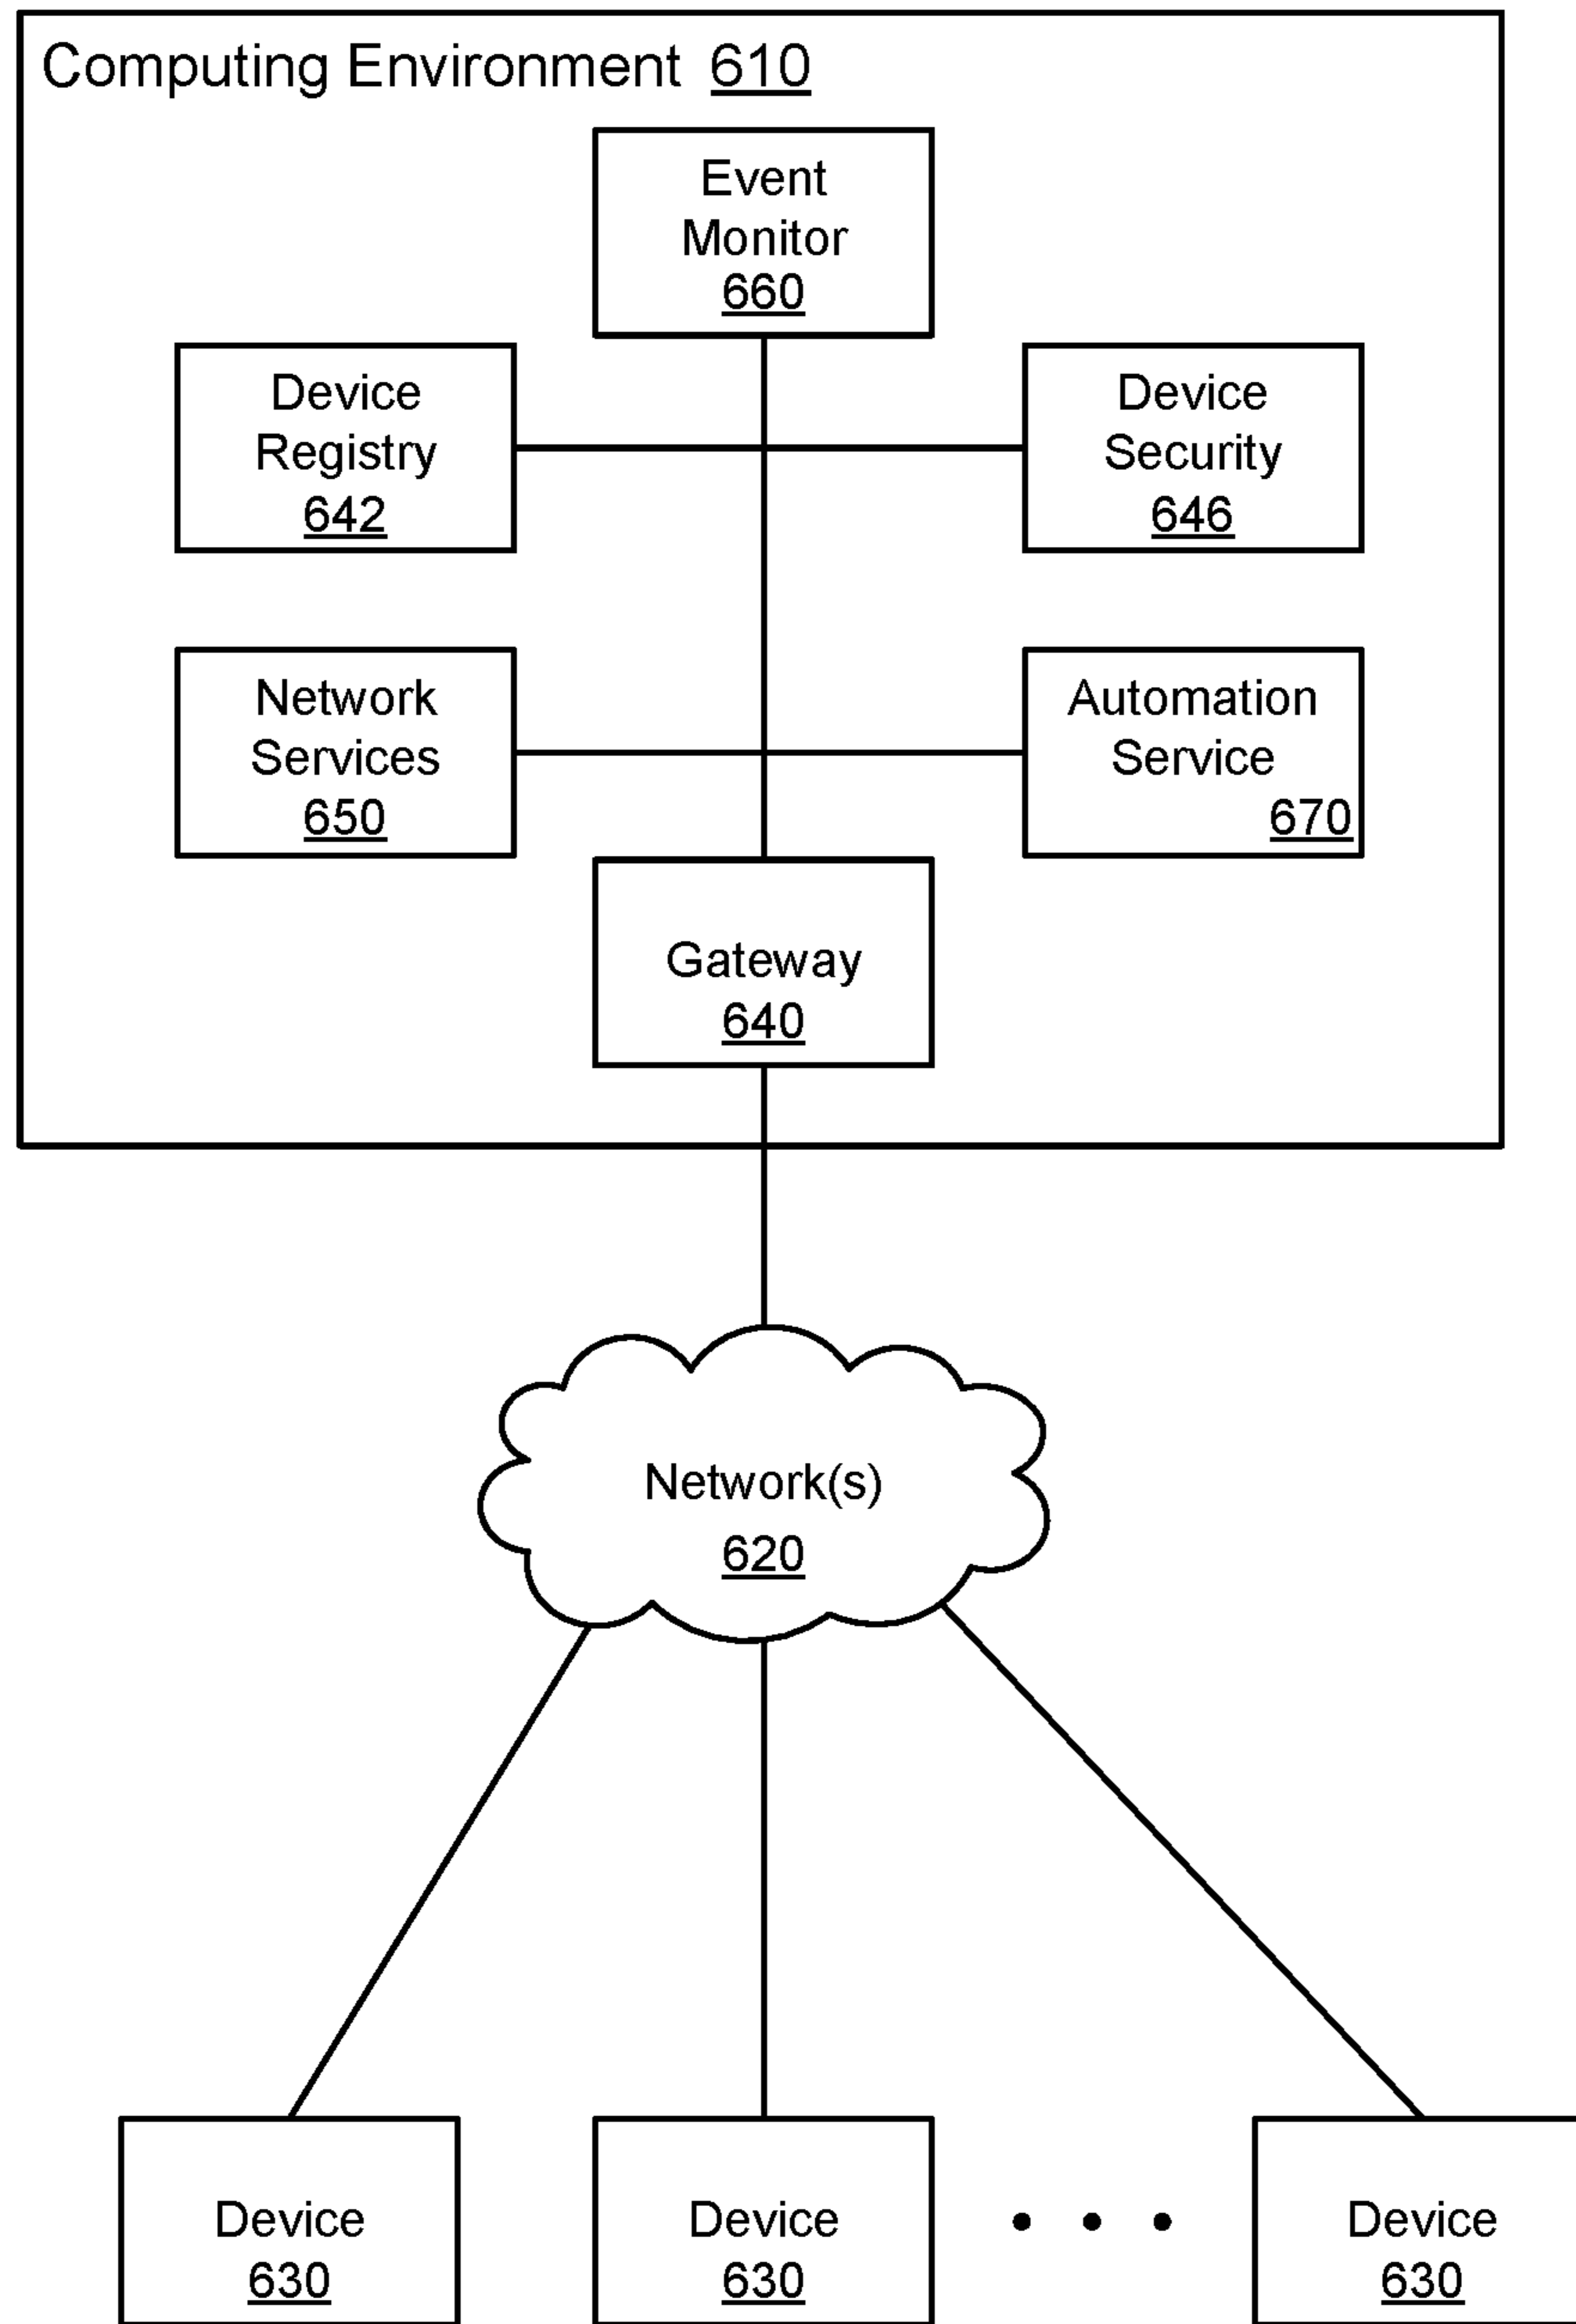 Computing Environment 610
Event
Monitor
660
Device
Registry
642
Device
Security
646
Network
Services
650
Automation
Service
670
Gateway
640
Network(s)
620
Device
630
Device
630
Device
630